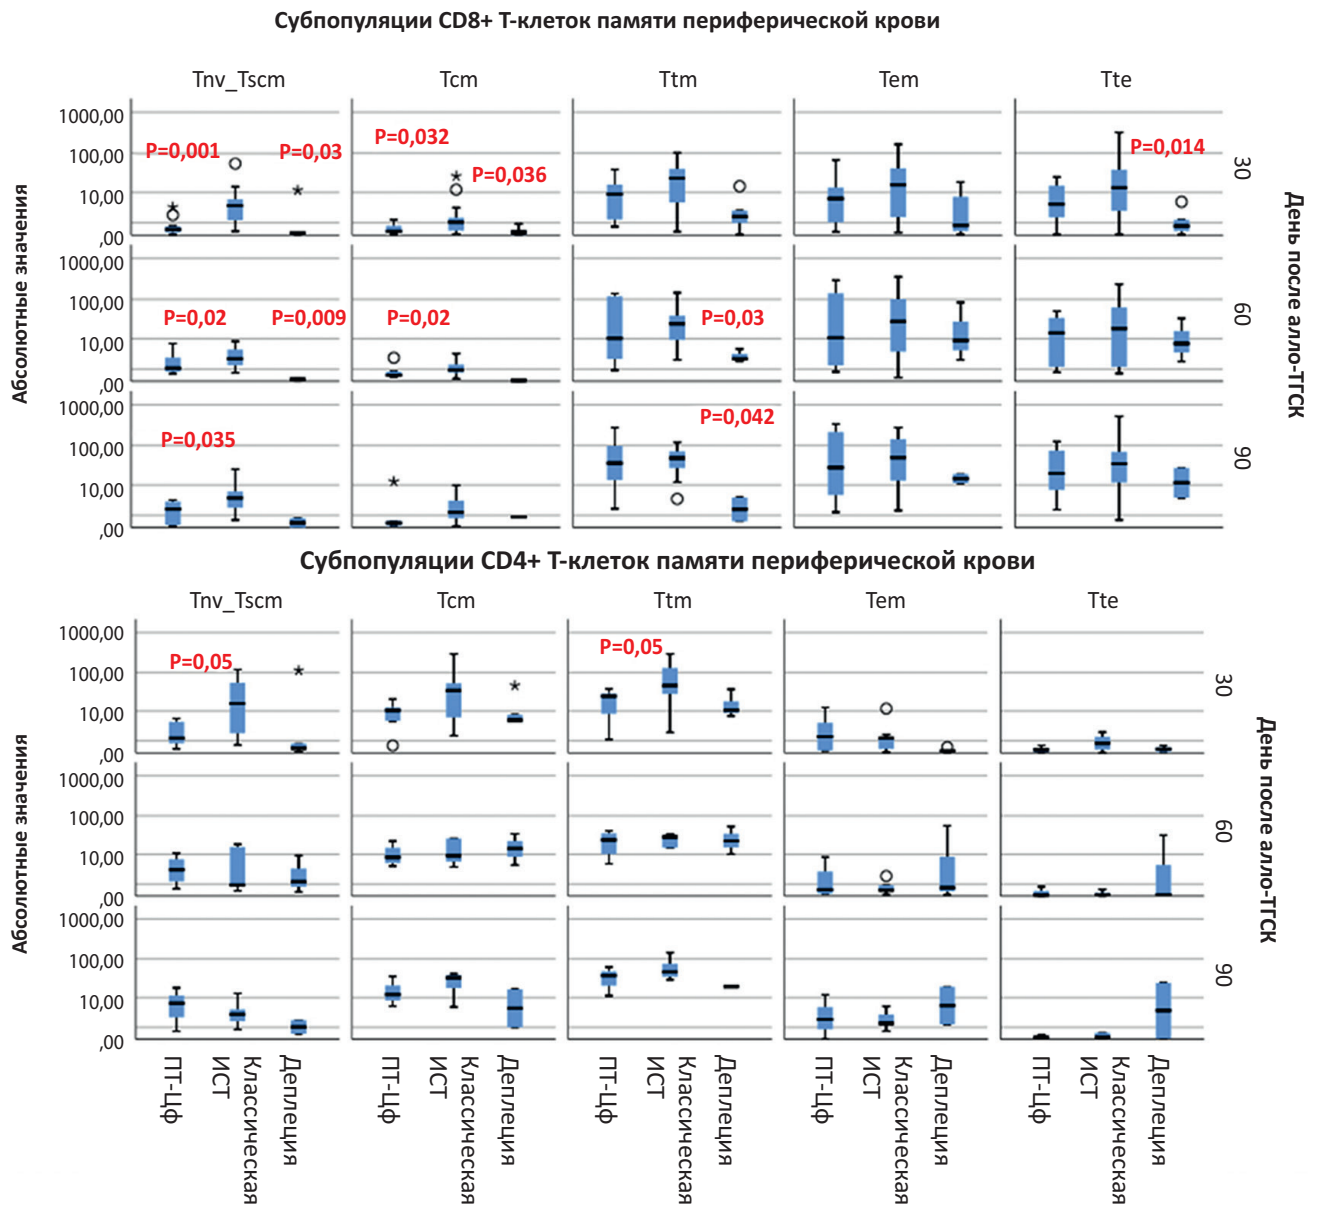 Субпопуляции CD8+ Т-клеток памяти периферической крови
Tnv_Tscm Tcm Ttm Tem Tte
Абсолютные значения
День после алло-ТГСК
1000,00
100,00
10,00
,00
P=0,001 P=0,03
P=0,032
P=0,036
P=0,014
30
1000,00
100,00
10,00
,00
P=0,02 P=0,009
P=0,02
P=0,03
60
1000,00
100,00
10,00
,00
P=0,035
P=0,042
90
Субпопуляции CD4+ Т-клеток памяти периферической крови
Tnv_Tscm Tcm Ttm Tem Tte
Абсолютные значения
День после алло-ТГСК
1000,00
100,00
10,00
,00
P=0,05
P=0,05
30
1000,00
100,00
10,00
,00
60
1000,00
100,00
10,00
,00
90
ПТ-Цф
Классическая
ИСТ
Деплеция
ПТ-Цф
Классическая
ИСТ
Деплеция
ПТ-Цф
Классическая
ИСТ
Деплеция
ПТ-Цф
Классическая
ИСТ
Деплеция
ПТ-Цф
Классическая
ИСТ
Деплеция